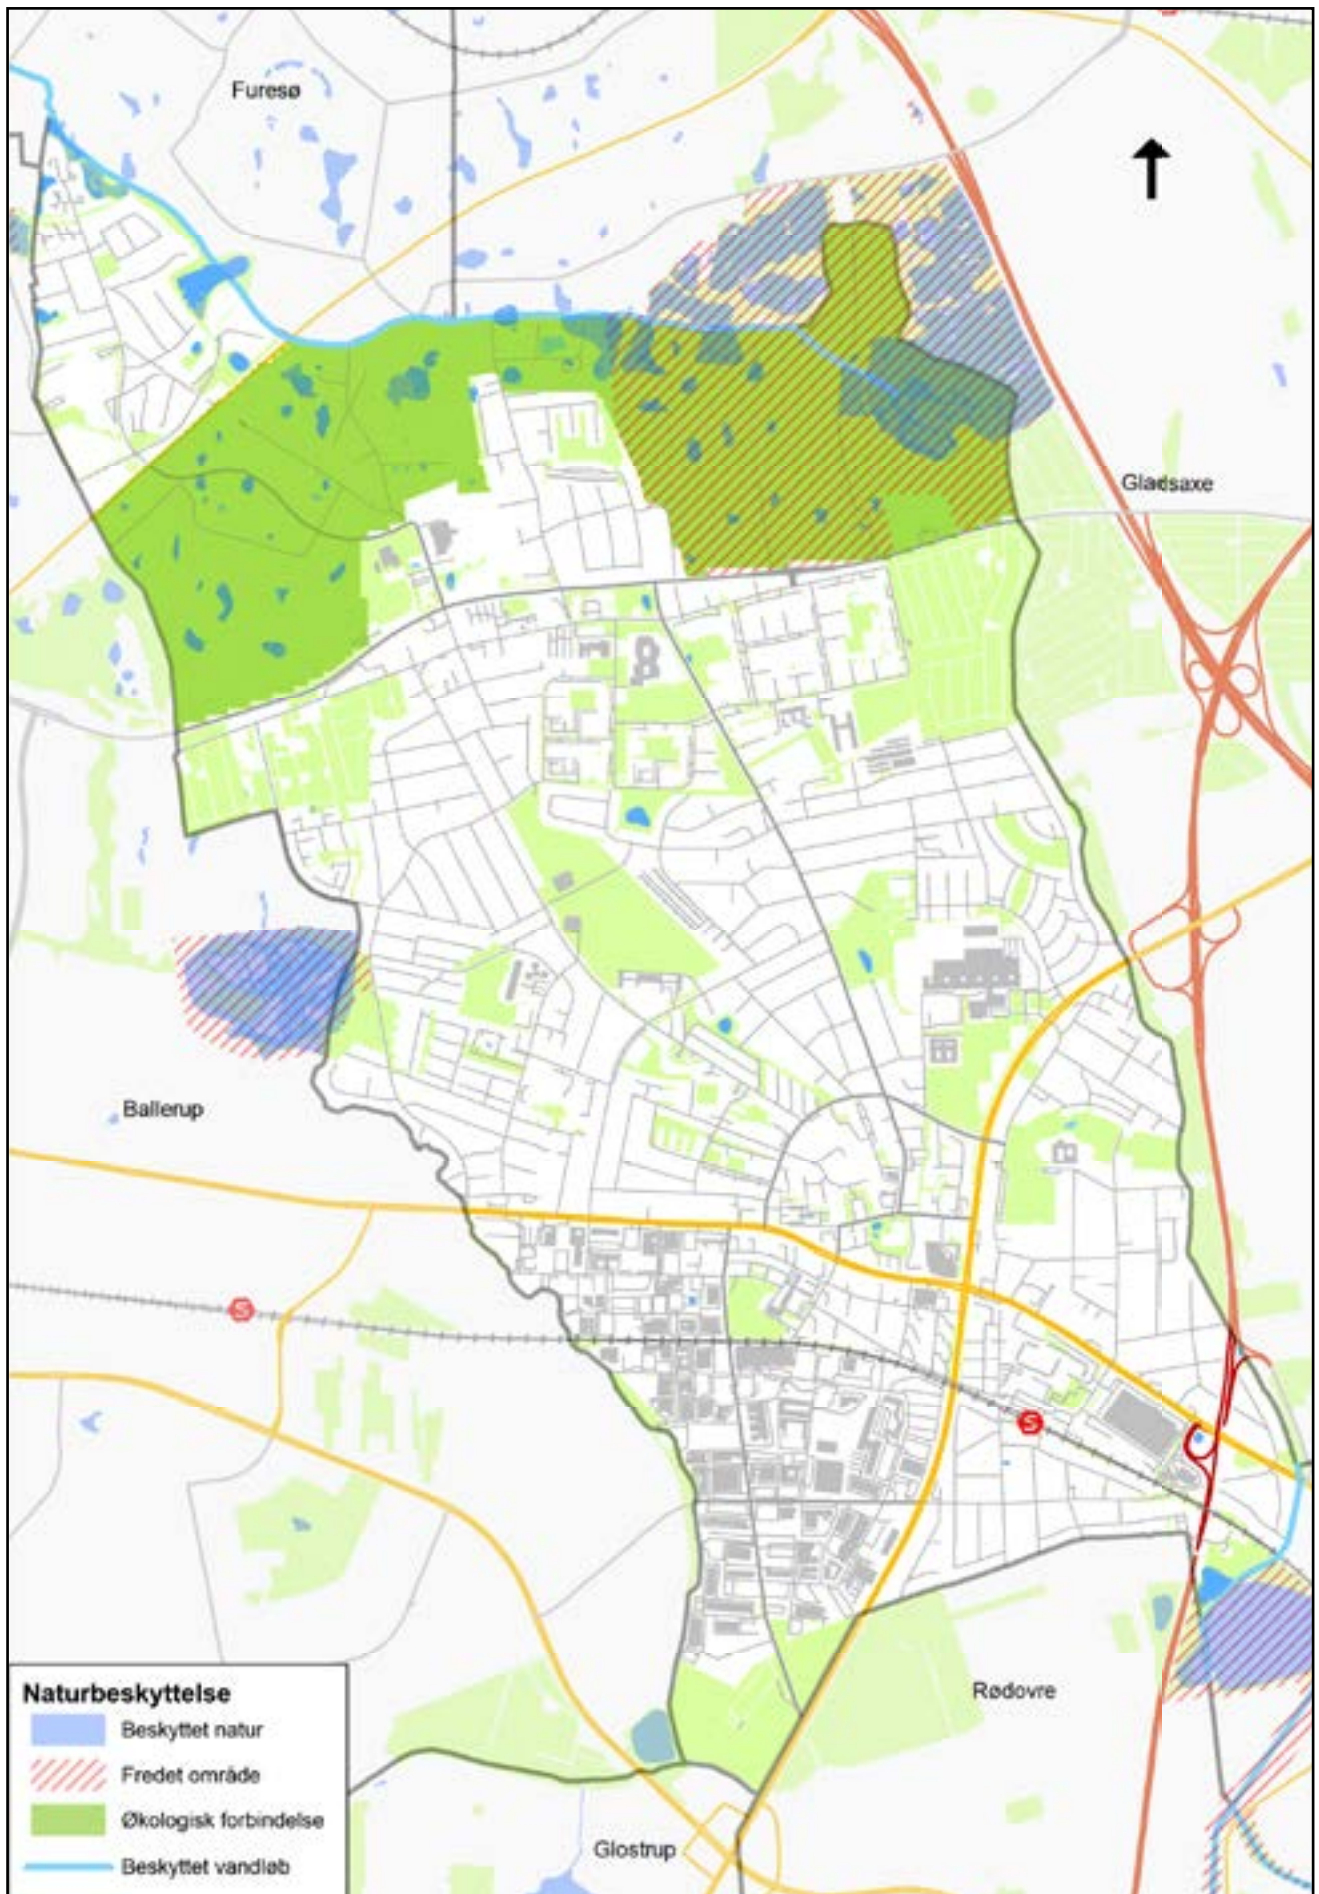 Furesø
Gladsaxe
Ballerup
S
S
Rødovre
Glostrup
Naturbeskyttelse
Beskyttet natur
Fredet område
Økologisk forbindelse
Beskyttet vandløb